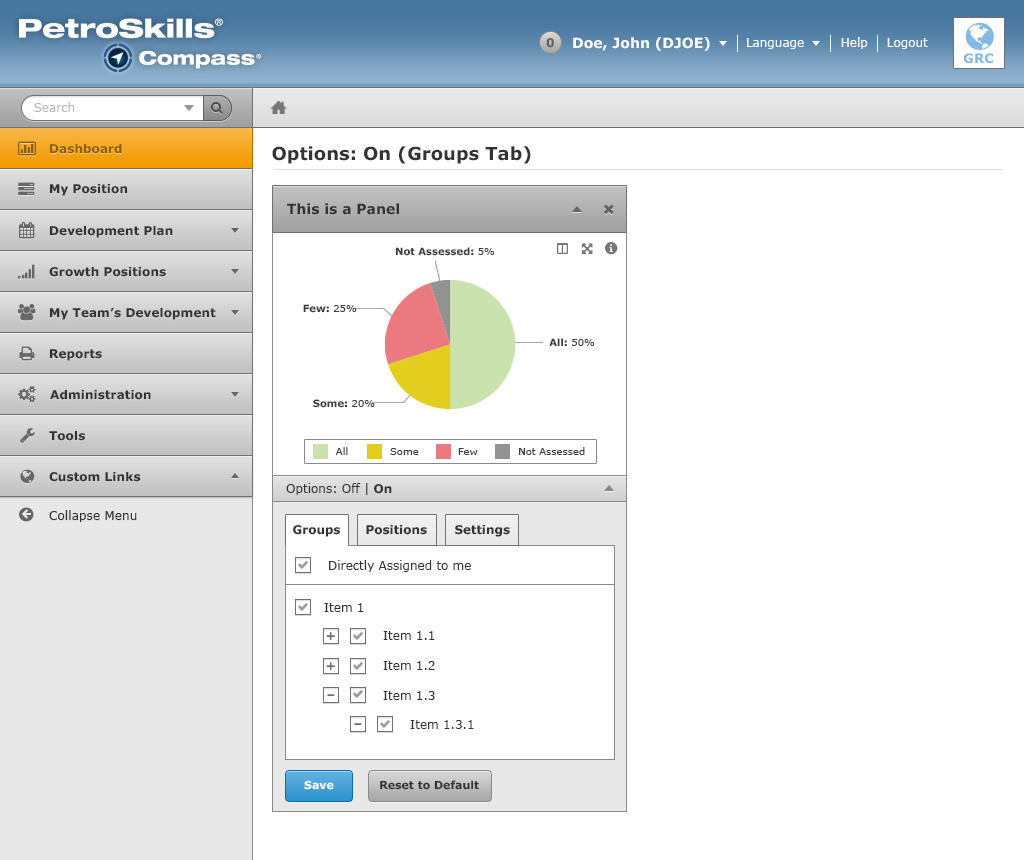 PetroSkills®
Compass®
0 Doe, John (DJOE) Language Help Logout
GRC
Search
Dashboard
My Position
Development Plan
Growth Positions
My Team’s Development
Reports
Administration
Tools
Custom Links
Collapse Menu
Options: On (Groups Tab)
This is a Panel
Not Assessed: 5%
Few: 25%
All: 50%
Some: 20%
All Some Few Not Assessed
Options: Off | On
Groups Positions Settings
Directly Assigned to me
Item 1
Item 1.1
Item 1.2
Item 1.3
Item 1.3.1
Save Reset to Default